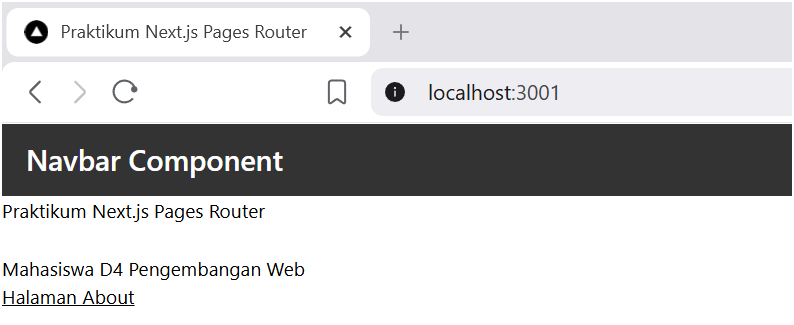 Praktikum Next.js Pages Router
localhost:3001
Navbar Component
Praktikum Next.js Pages Router
Mahasiswa D4 Pengembangan Web
Halaman About